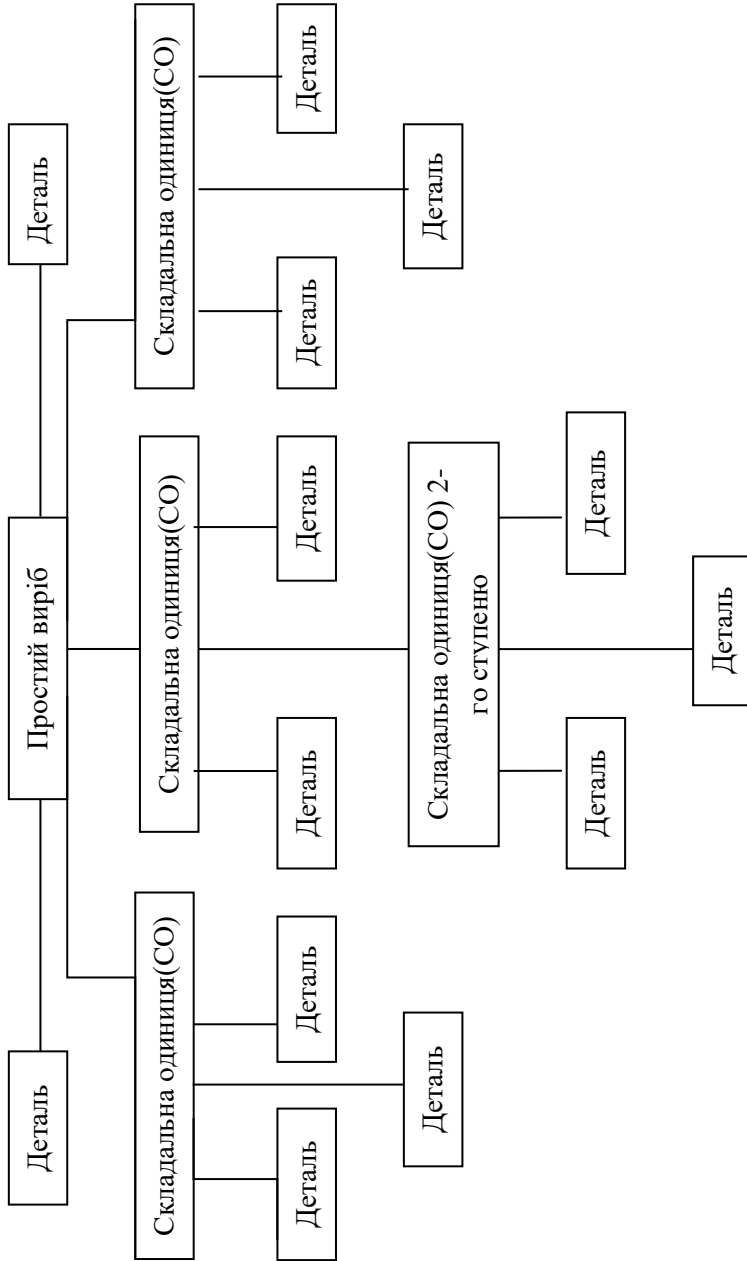 Деталь
Простий виріб
Деталь
Складальна одиниця(СО)
Складальна одиниця(СО)
Складальна одиниця(СО)
Деталь
Деталь
Деталь
Деталь
Деталь
Деталь
Деталь
Складальна одиниця(СО) 2-
го ступеню
Деталь
Деталь
Деталь
Деталь